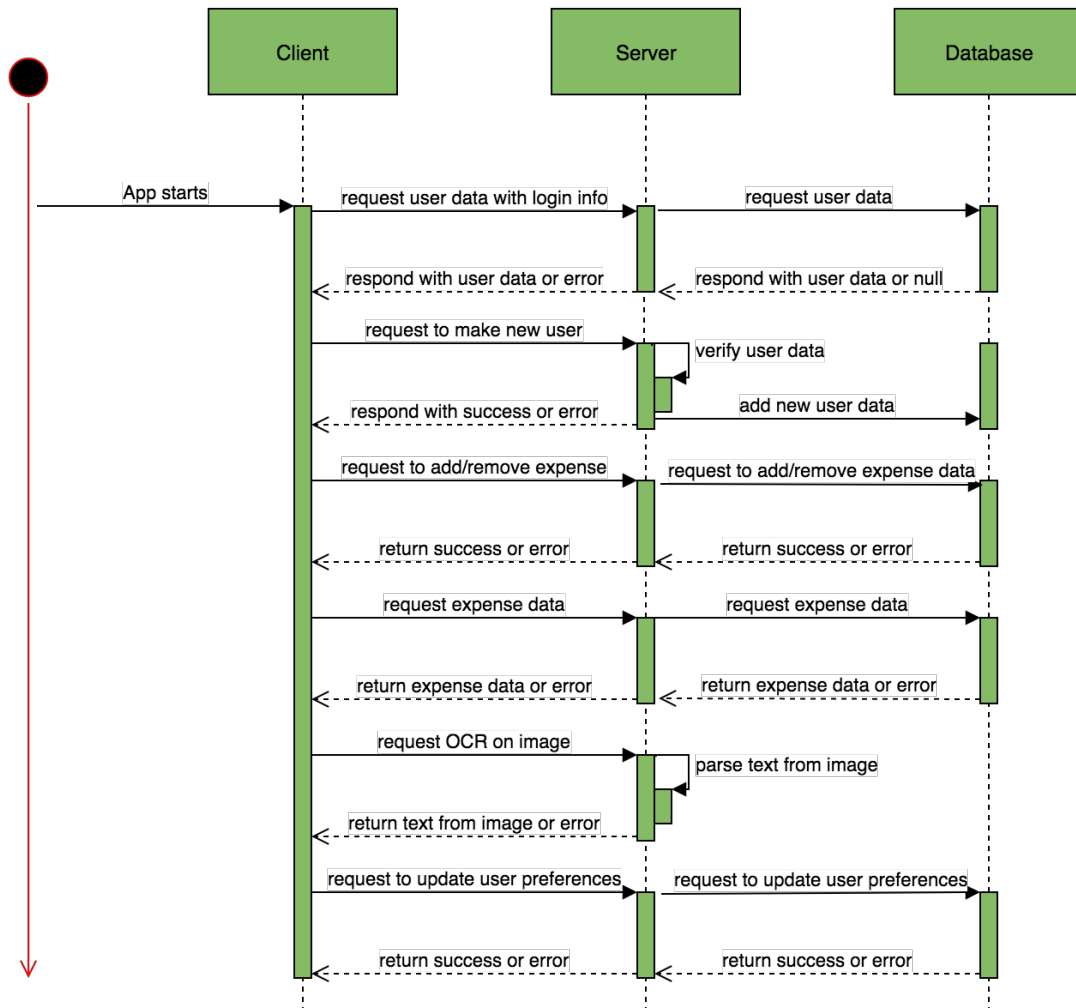 Client
Server
Database
App starts
request user data with login info
request user data
respond with user data or error
respond with user data or null
request to make new user
verify user data
respond with success or error
add new user data
request to add/remove expense
request to add/remove expense data
return success or error
return success or error
request expense data
request expense data
return expense data or error
return expense data or error
request OCR on image
parse text from image
return text from image or error
request to update user preferences
request to update user preferences
return success or error
return success or error